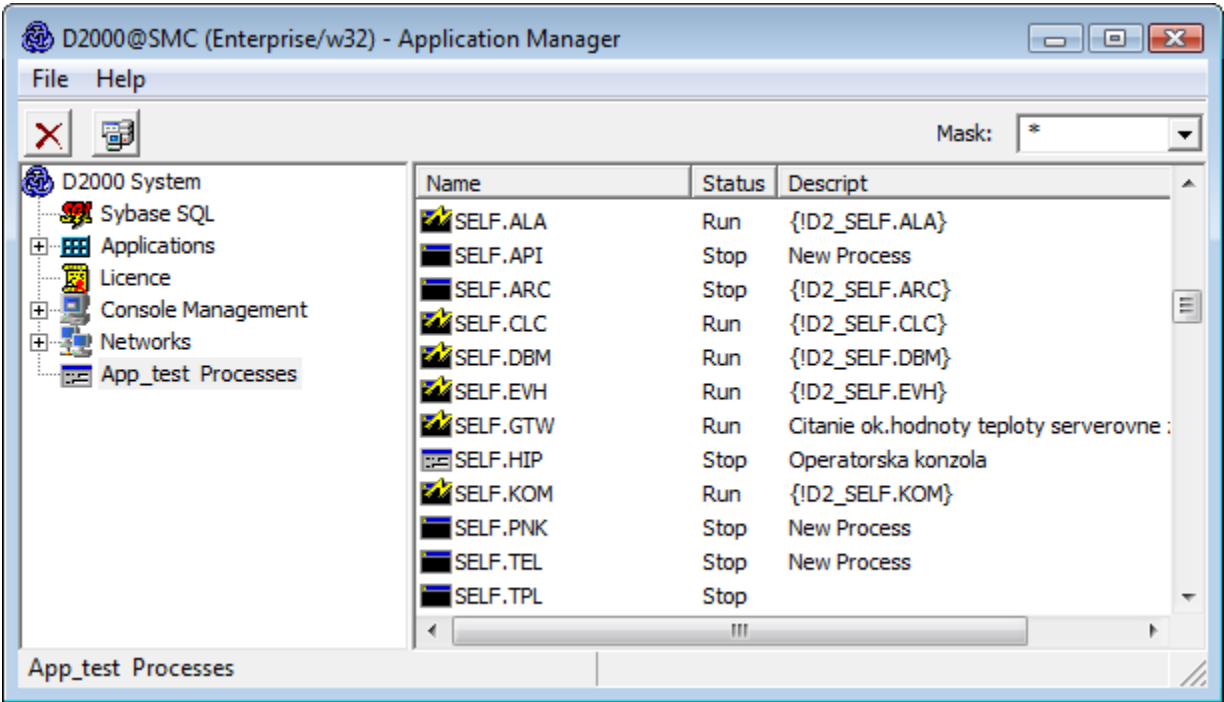 D2000@SMC (Enterprise/w32) - Application Manager
File Help
Mask: *
D2000 System
Sybase SQL
Applications
Licence
Console Management
Networks
App_test Processes
Name Status Descript
SELF.ALA Run {!D2_SELF.ALA}
SELF.API Stop New Process
SELF.ARC Stop {!D2_SELF.ARC}
SELF.CLC Run {!D2_SELF.CLC}
SELF.DBM Run {!D2_SELF.DBM}
SELF.EVH Run {!D2_SELF.EVH}
SELF.GTW Run Citanie ok.hodnoty teploty serverovne
SELF.HIP Stop Operatorska konzola
SELF.KOM Run {!D2_SELF.KOM}
SELF.PNK Stop New Process
SELF.TEL Stop New Process
SELF.TPL Stop
App_test Processes